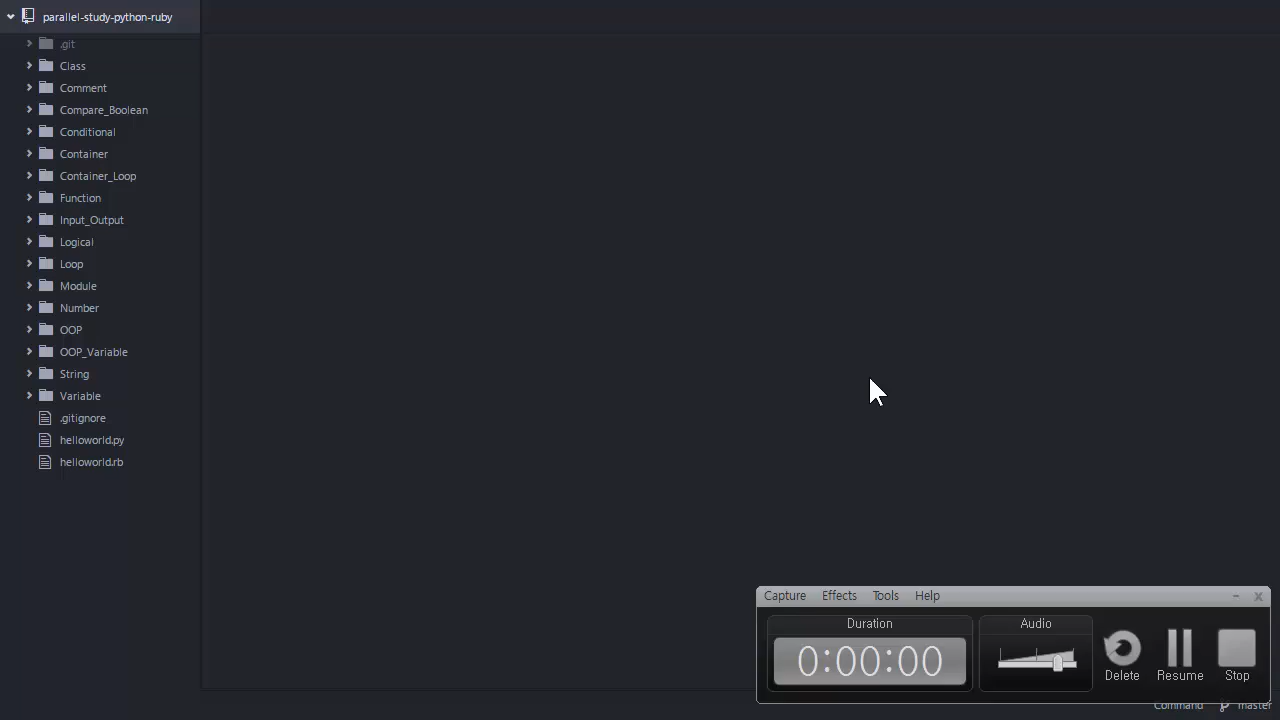 parallel-study-python-ruby
.git
Class
Comment
Compare_Boolean
Conditional
Container
Container_Loop
Function
Input_Output
Logical
Loop
Module
Number
OOP
OOP_Variable
String
Variable
.gitignore
helloworld.py
helloworld.rb
Capture Effects Tools Help
Duration Audio
0:00:00
Delete Resume Stop
Command master